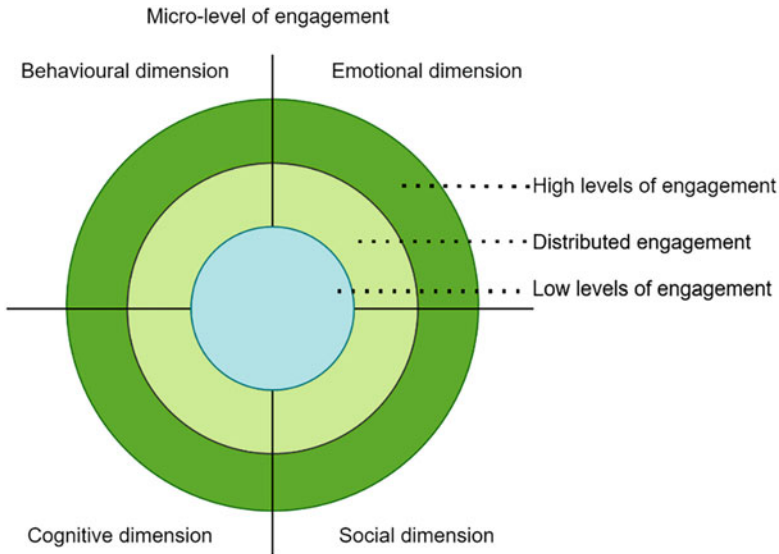 Micro-level of engagement
Behavioural dimension
Emotional dimension
High levels of engagement
Distributed engagement
Low levels of engagement
Cognitive dimension
Social dimension